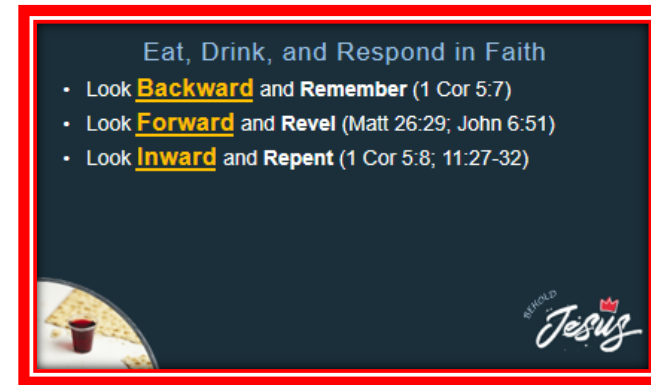 Eat, Drink, and Respond in Faith
• Look Backward and Remember (1 Cor 5:7)
• Look Forward and Revel (Matt 26:29; John 6:51)
• Look Inward and Repent (1 Cor 5:8; 11:27-32)
BEHOLD
Jesus